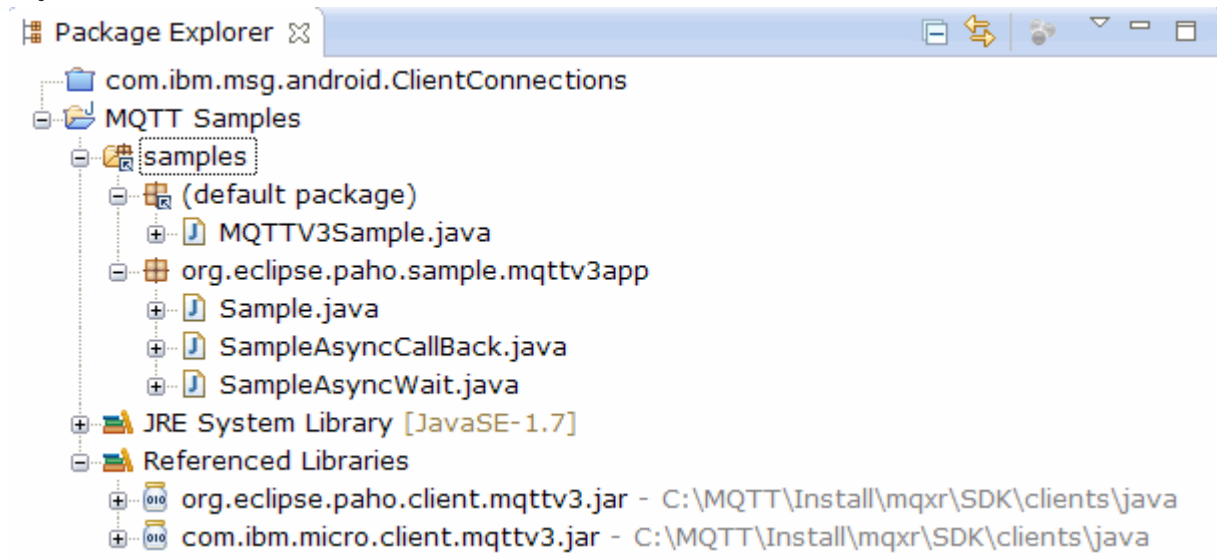 Package Explorer
com.ibm.msg.android.ClientConnections
MQTT Samples
samples
(default package)
MQTTV3Sample.java
org.eclipse.paho.sample.mqttv3app
Sample.java
SampleAsyncCallBack.java
SampleAsyncWait.java
JRE System Library [JavaSE-1.7]
Referenced Libraries
org.eclipse.paho.client.mqttv3.jar - C:\MQTT\Install\mqxr\SDK\clients\java
com.ibm.micro.client.mqttv3.jar - C:\MQTT\Install\mqxr\SDK\clients\java